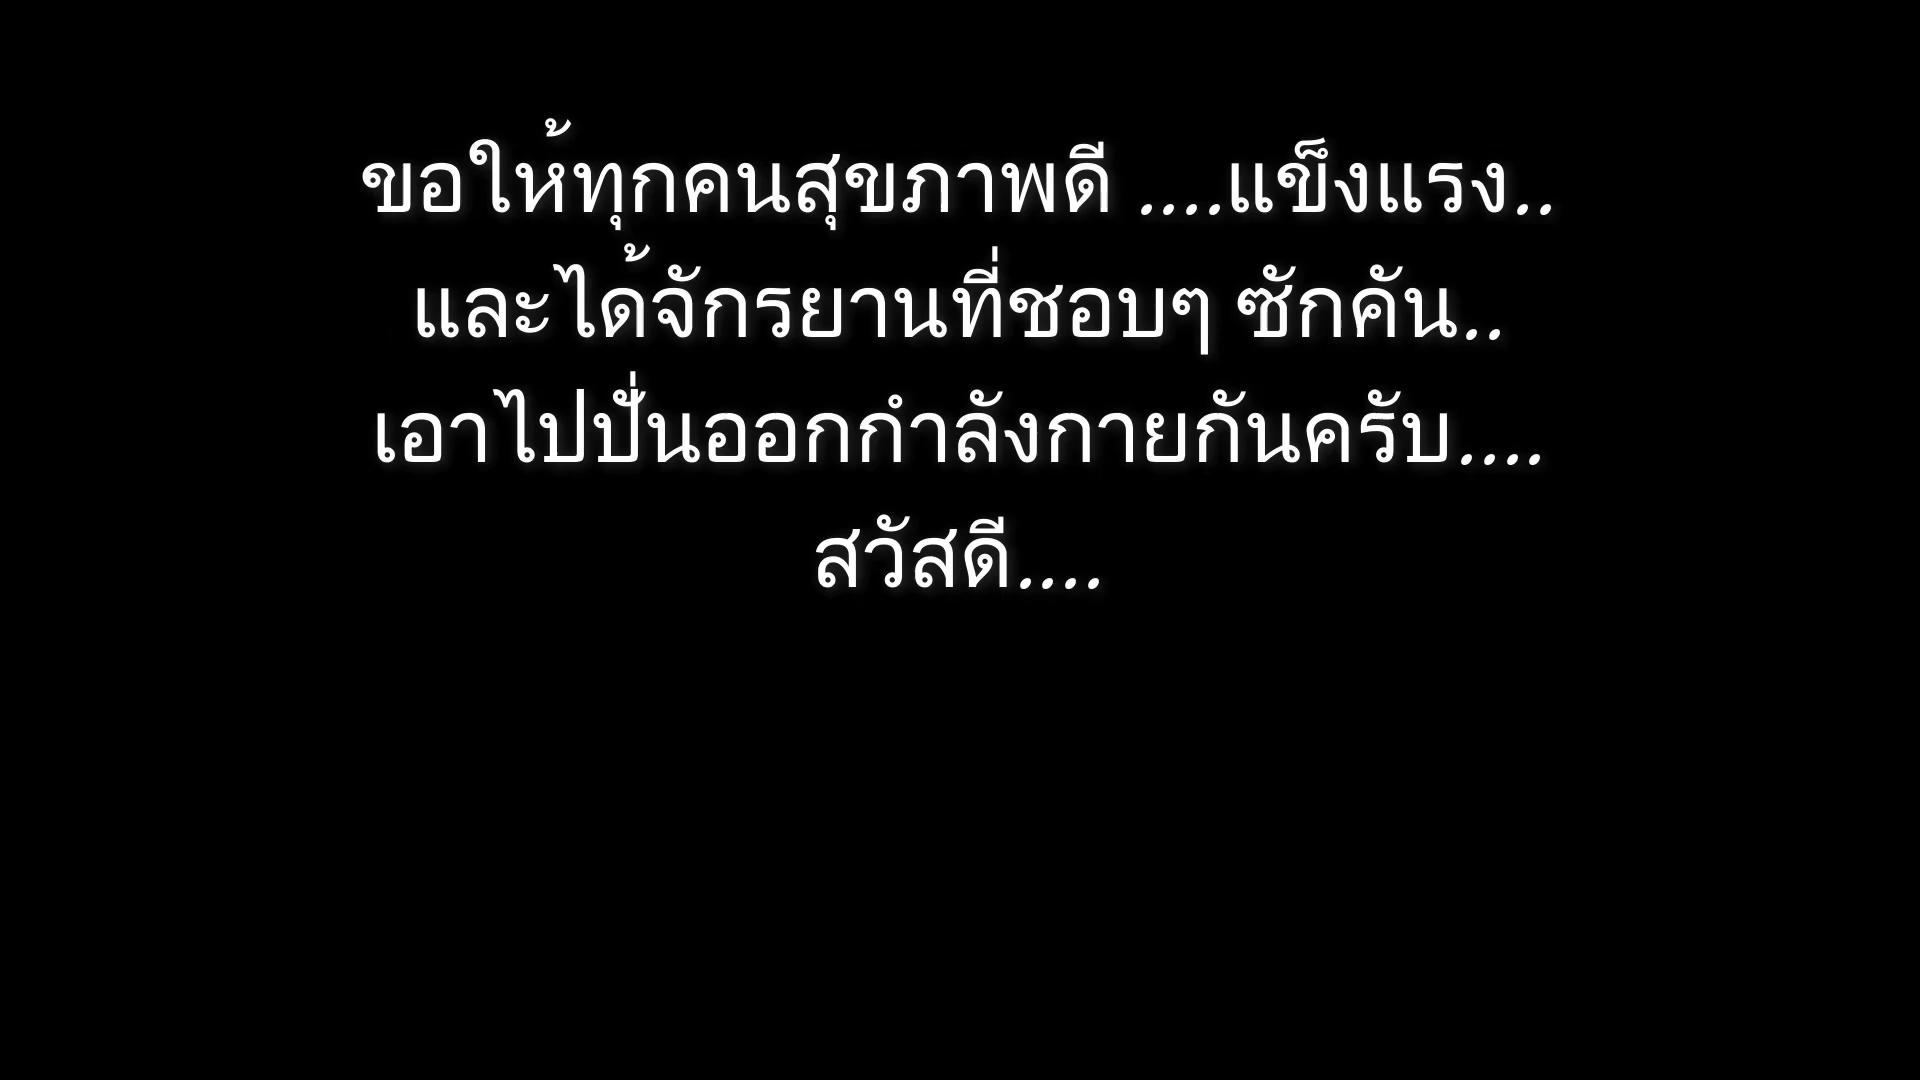 ขอให้ทุกคนสุขภาพดี ....แข็งแรง..
และได้จักรยานที่ชอบๆ ซักคัน..
เอาไปปั่นออกกำลังกายกันครับ....
สวัสดี....